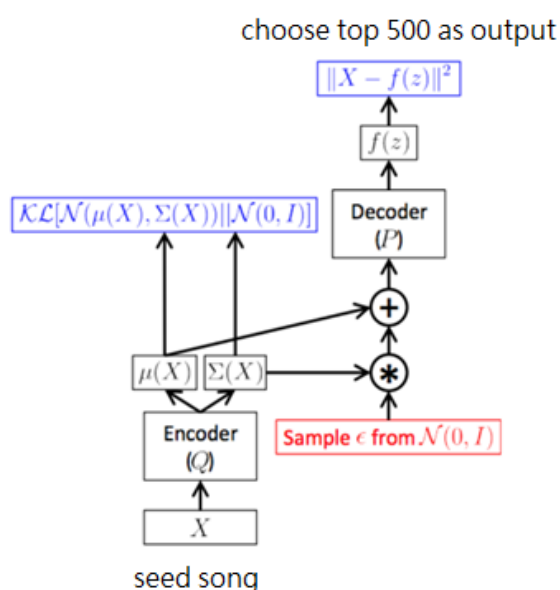 choose top 500 as output
‖X − f(z)‖²
f(z)
𝒦ℒ[𝒩(μ(X), Σ(X))||𝒩(0, I)]
Decoder
(P)
+
μ(X) Σ(X)
*
Encoder
(Q)
Sample ϵ from 𝒩(0, I)
X
seed song